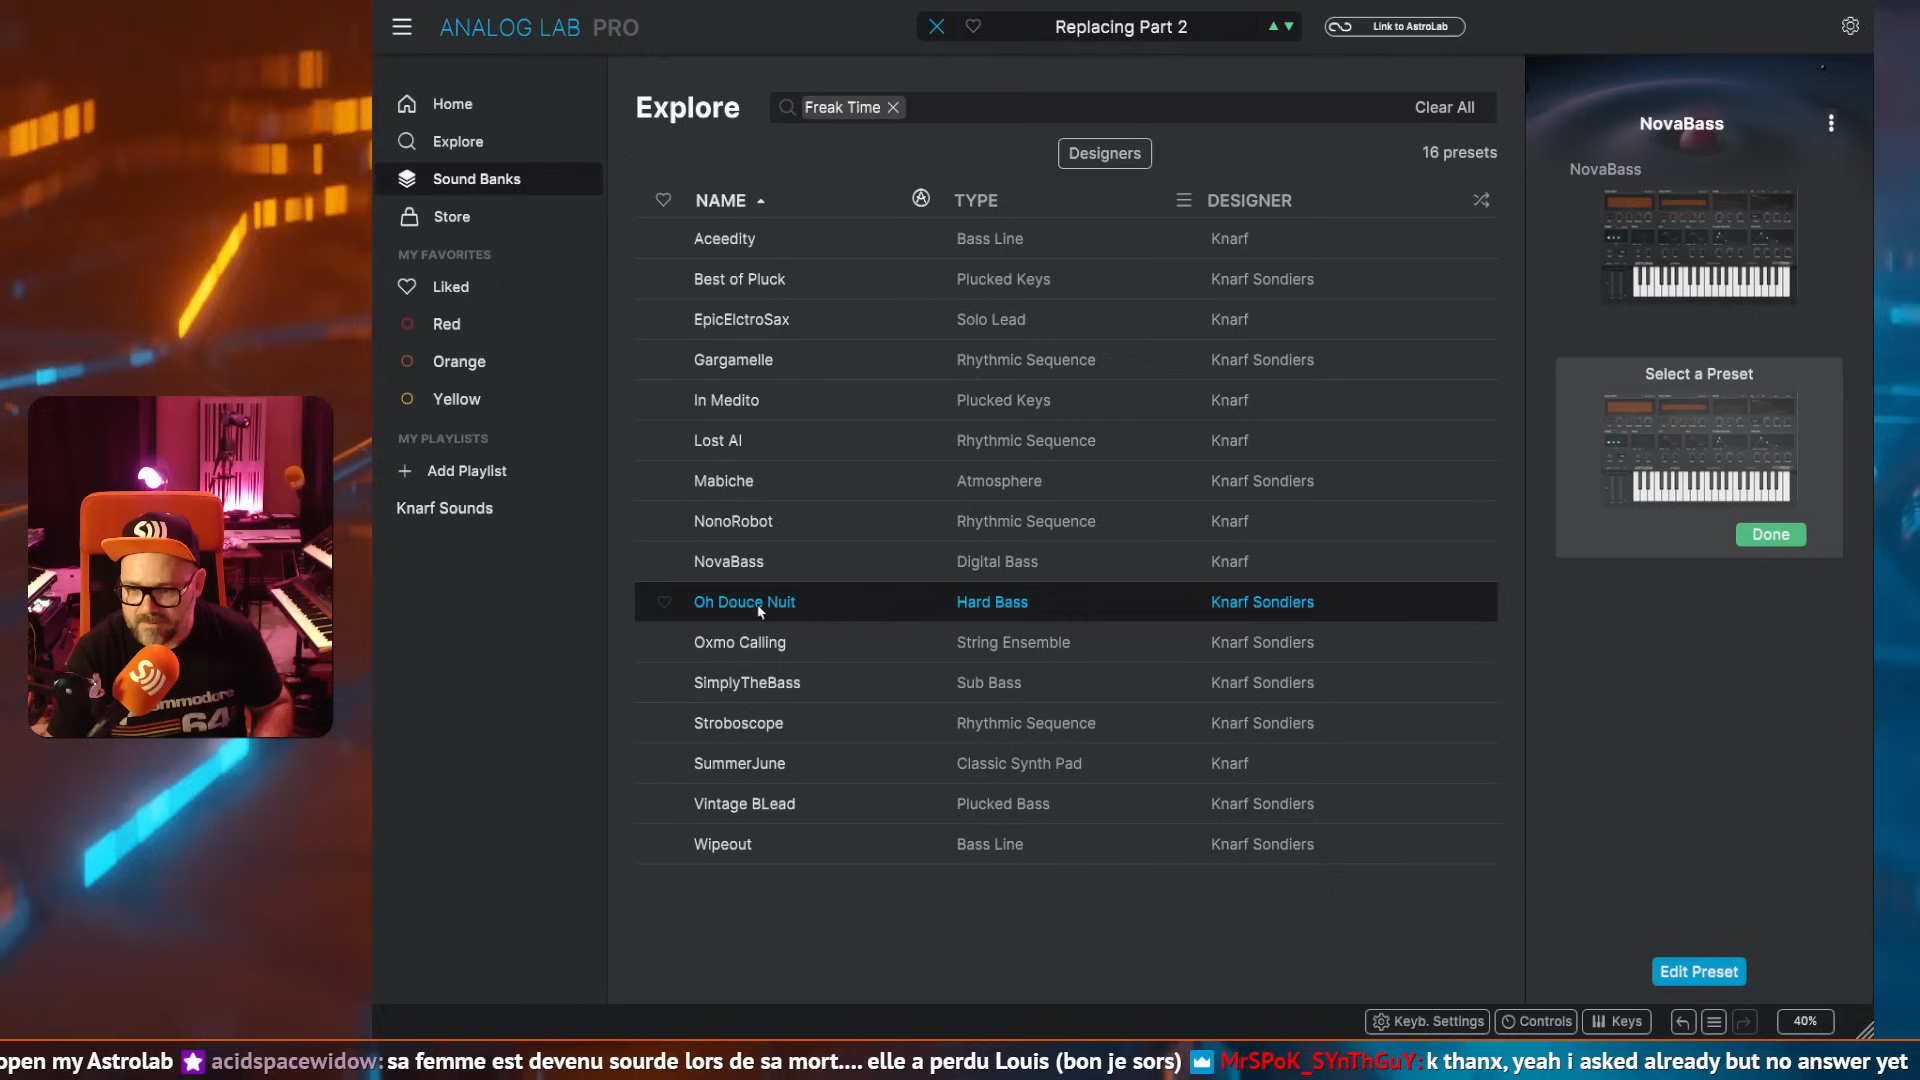 ANALOG LAB PRO
Replacing Part 2
Link to AstroLab
Home
Explore
Sound Banks
Store
MY FAVORITES
Liked
Red
Orange
Yellow
MY PLAYLISTS
Add Playlist
Knarf Sounds
Explore
Freak Time
Clear All
Designers
16 presets
NAME TYPE DESIGNER
Aceedity Bass Line Knarf
Best of Pluck Plucked Keys Knarf Sondiers
EpicElctroSax Solo Lead Knarf
Gargamelle Rhythmic Sequence Knarf Sondiers
In Medito Plucked Keys Knarf
Lost AI Rhythmic Sequence Knarf
Mabiche Atmosphere Knarf Sondiers
NonoRobot Rhythmic Sequence Knarf
NovaBass Digital Bass Knarf
Oh Douce Nuit Hard Bass Knarf Sondiers
Oxmo Calling String Ensemble Knarf Sondiers
SimplyTheBass Sub Bass Knarf Sondiers
Stroboscope Rhythmic Sequence Knarf Sondiers
SummerJune Classic Synth Pad Knarf
Vintage BLead Plucked Bass Knarf Sondiers
Wipeout Bass Line Knarf Sondiers
NovaBass
NovaBass
Select a Preset
Done
Edit Preset
Keyb. Settings Controls Keys 40%
ommodore
64
open my Astrolab acidspacewidow: sa femme est devenu sourde lors de sa mort.... elle a perdu Louis (bon je sors) MrSPoK_SYnThGuY: k thanx, yeah i asked already but no answer yet